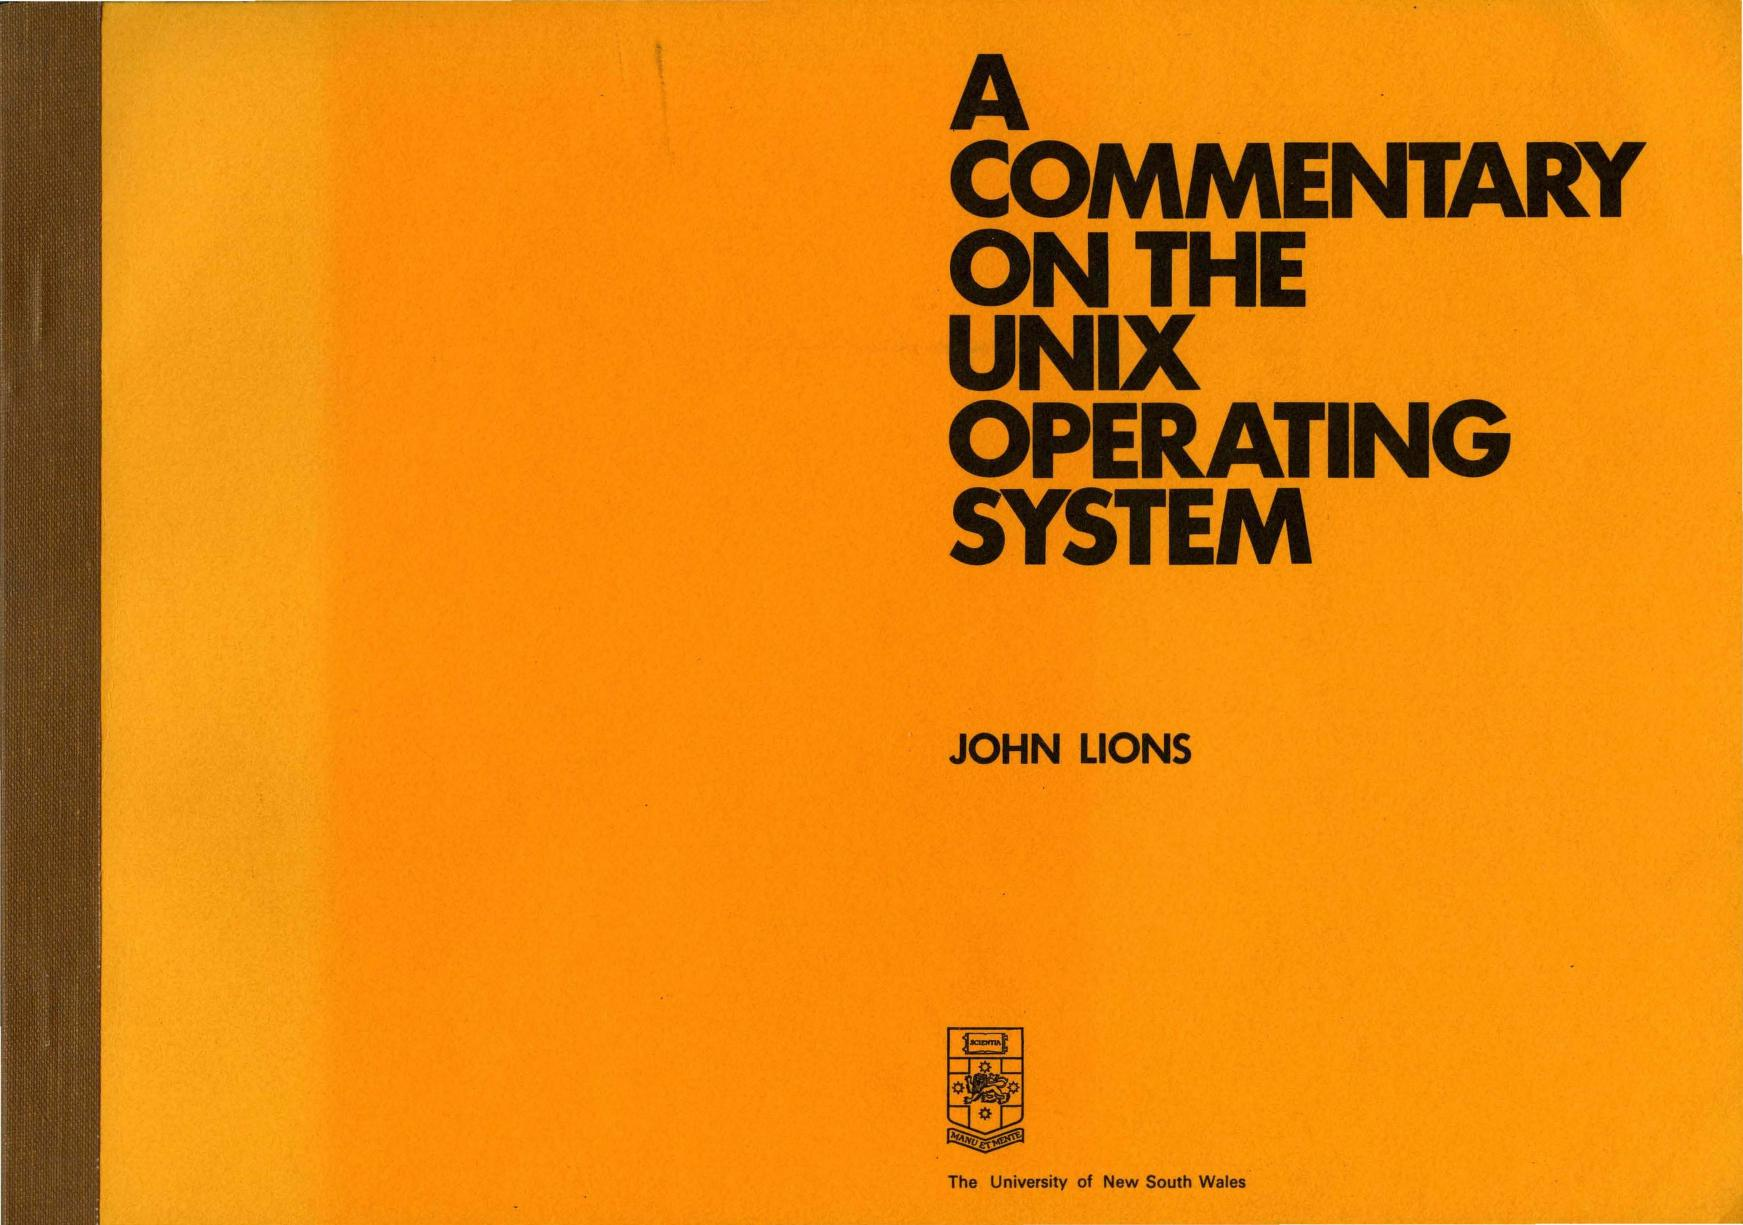 A
COMMENTARY
ON THE
UNIX
OPERATING
SYSTEM
JOHN LIONS
SCIENTIA
MANU ET MENTE
The University of New South Wales